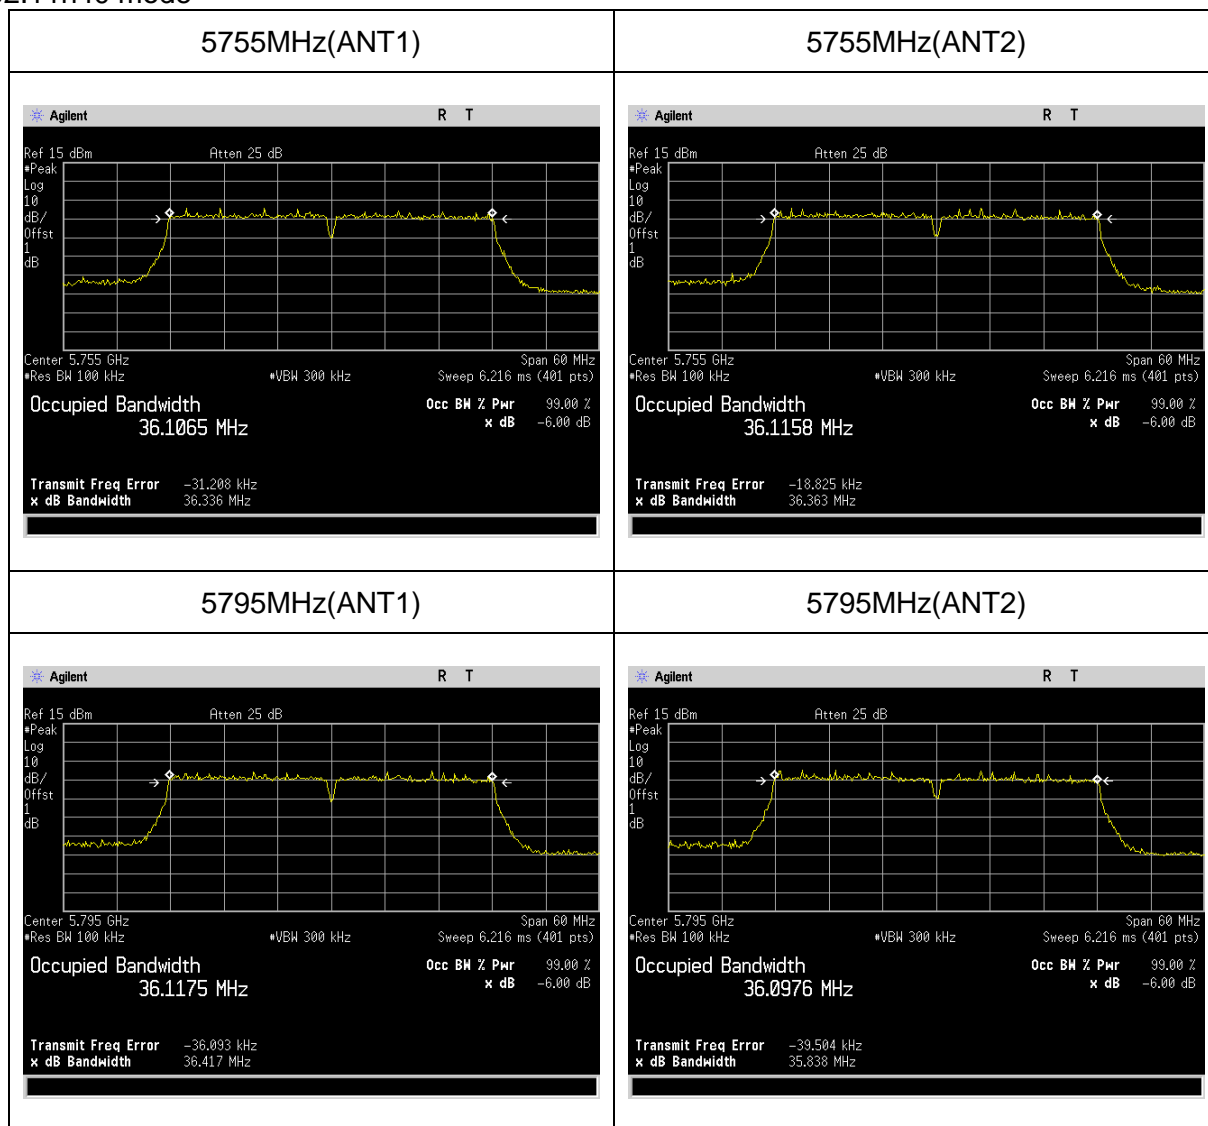 5755MHz(ANT1)
5755MHz(ANT2)
Agilent R T
Ref 15 dBm Atten 25 dB
#Peak
Log
10
dB/
Offst
1
dB
Center 5.755 GHz Span 60 MHz
#Res BW 100 kHz #VBW 300 kHz Sweep 6.216 ms (401 pts)
Occupied Bandwidth Occ BW % Pwr 99.00 %
36.1065 MHz x dB -6.00 dB
Transmit Freq Error -31.208 kHz
x dB Bandwidth 36.336 MHz
Agilent R T
Ref 15 dBm Atten 25 dB
#Peak
Log
10
dB/
Offst
1
dB
Center 5.755 GHz Span 60 MHz
#Res BW 100 kHz #VBW 300 kHz Sweep 6.216 ms (401 pts)
Occupied Bandwidth Occ BW % Pwr 99.00 %
36.1158 MHz x dB -6.00 dB
Transmit Freq Error -18.825 kHz
x dB Bandwidth 36.363 MHz
5795MHz(ANT1)
5795MHz(ANT2)
Agilent R T
Ref 15 dBm Atten 25 dB
#Peak
Log
10
dB/
Offst
1
dB
Center 5.795 GHz Span 60 MHz
#Res BW 100 kHz #VBW 300 kHz Sweep 6.216 ms (401 pts)
Occupied Bandwidth Occ BW % Pwr 99.00 %
36.1175 MHz x dB -6.00 dB
Transmit Freq Error -36.093 kHz
x dB Bandwidth 36.417 MHz
Agilent R T
Ref 15 dBm Atten 25 dB
#Peak
Log
10
dB/
Offst
1
dB
Center 5.795 GHz Span 60 MHz
#Res BW 100 kHz #VBW 300 kHz Sweep 6.216 ms (401 pts)
Occupied Bandwidth Occ BW % Pwr 99.00 %
36.0976 MHz x dB -6.00 dB
Transmit Freq Error -39.504 kHz
x dB Bandwidth 35.838 MHz